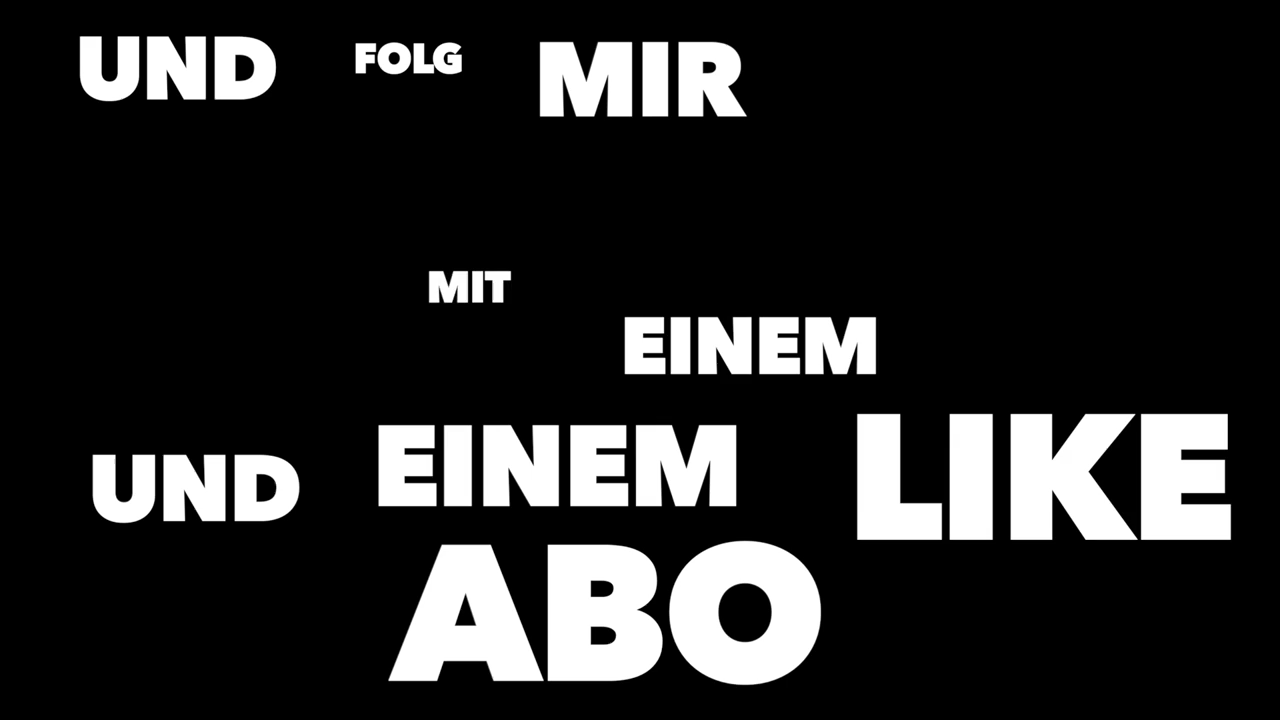 UND FOLG MIR
MIT
EINEM
LIKE
UND EINEM
ABO